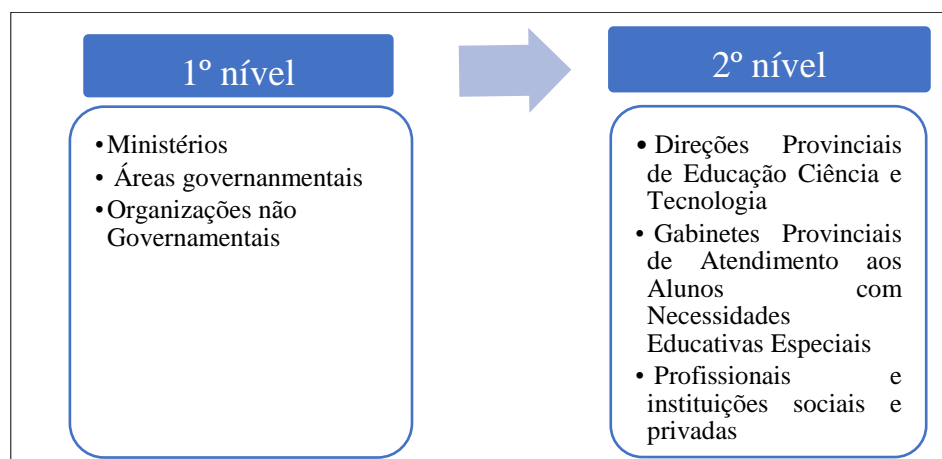 1º nível
•Ministérios
• Áreas governanmentais
•Organizações não
Governamentais
2º nível
• Direções Provinciais
de Educação Ciência e
Tecnologia
• Gabinetes Provinciais
de Atendimento aos
Alunos com
Necessidades
Educativas Especiais
• Profissionais e
instituições sociais e
privadas